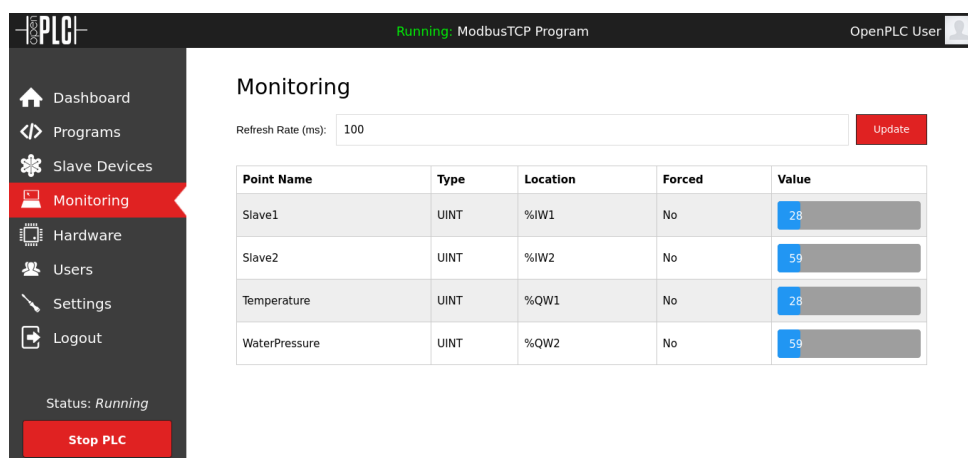 open PLC
Running: ModbusTCP Program
OpenPLC User
Dashboard
Programs
Slave Devices
Monitoring
Hardware
Users
Settings
Logout
Status: Running
Stop PLC
Monitoring
Refresh Rate (ms): 100 Update
Point Name Type Location Forced Value
Slave1 UINT %IW1 No 28
Slave2 UINT %IW2 No 59
Temperature UINT %QW1 No 28
WaterPressure UINT %QW2 No 59